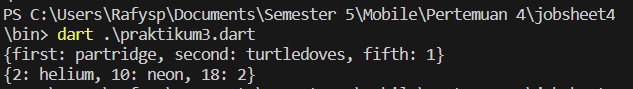 PS C:\Users\Rafysp\Documents\Semester 5\Mobile\Pertemuan 4\jobsheet4
\bin> dart .\praktikum3.dart
{first: partridge, second: turtledoves, fifth: 1}
{2: helium, 10: neon, 18: 2}